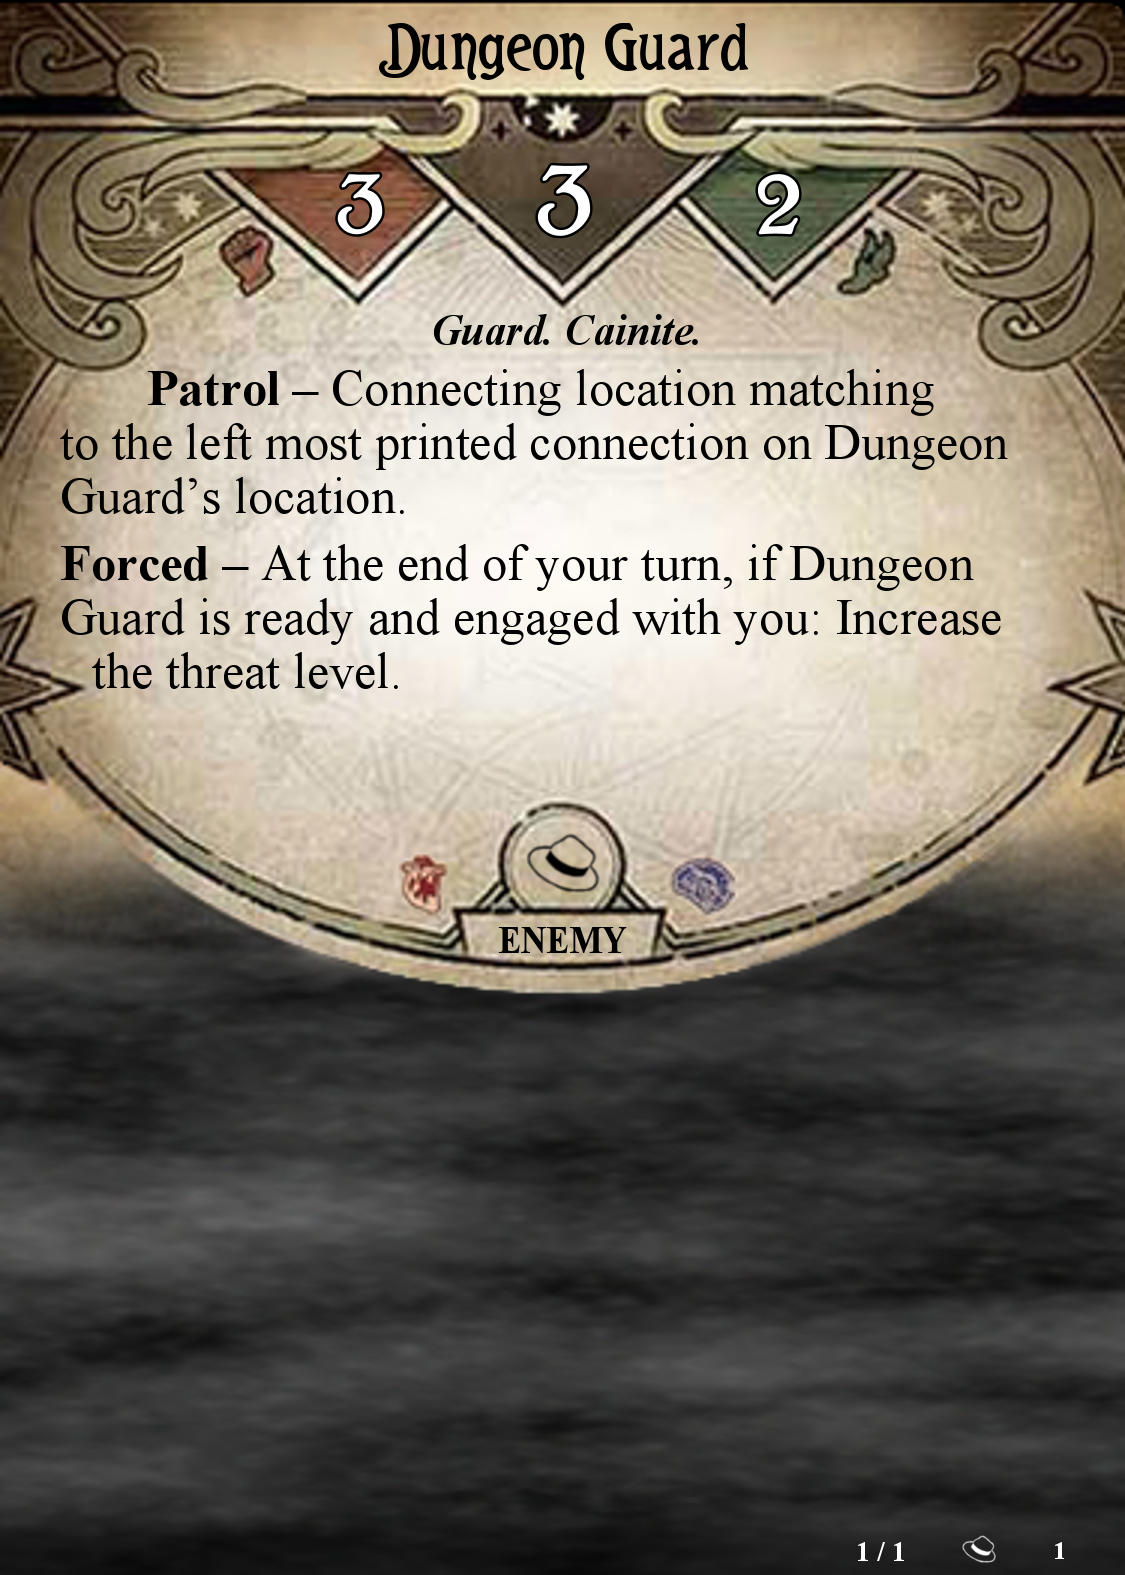 Dungeon Guard
3 3 2
Guard. Cainite.
Patrol – Connecting location matching
to the left most printed connection on Dungeon
Guard’s location.
Forced – At the end of your turn, if Dungeon
Guard is ready and engaged with you: Increase
the threat level.
ENEMY
1 / 1 1